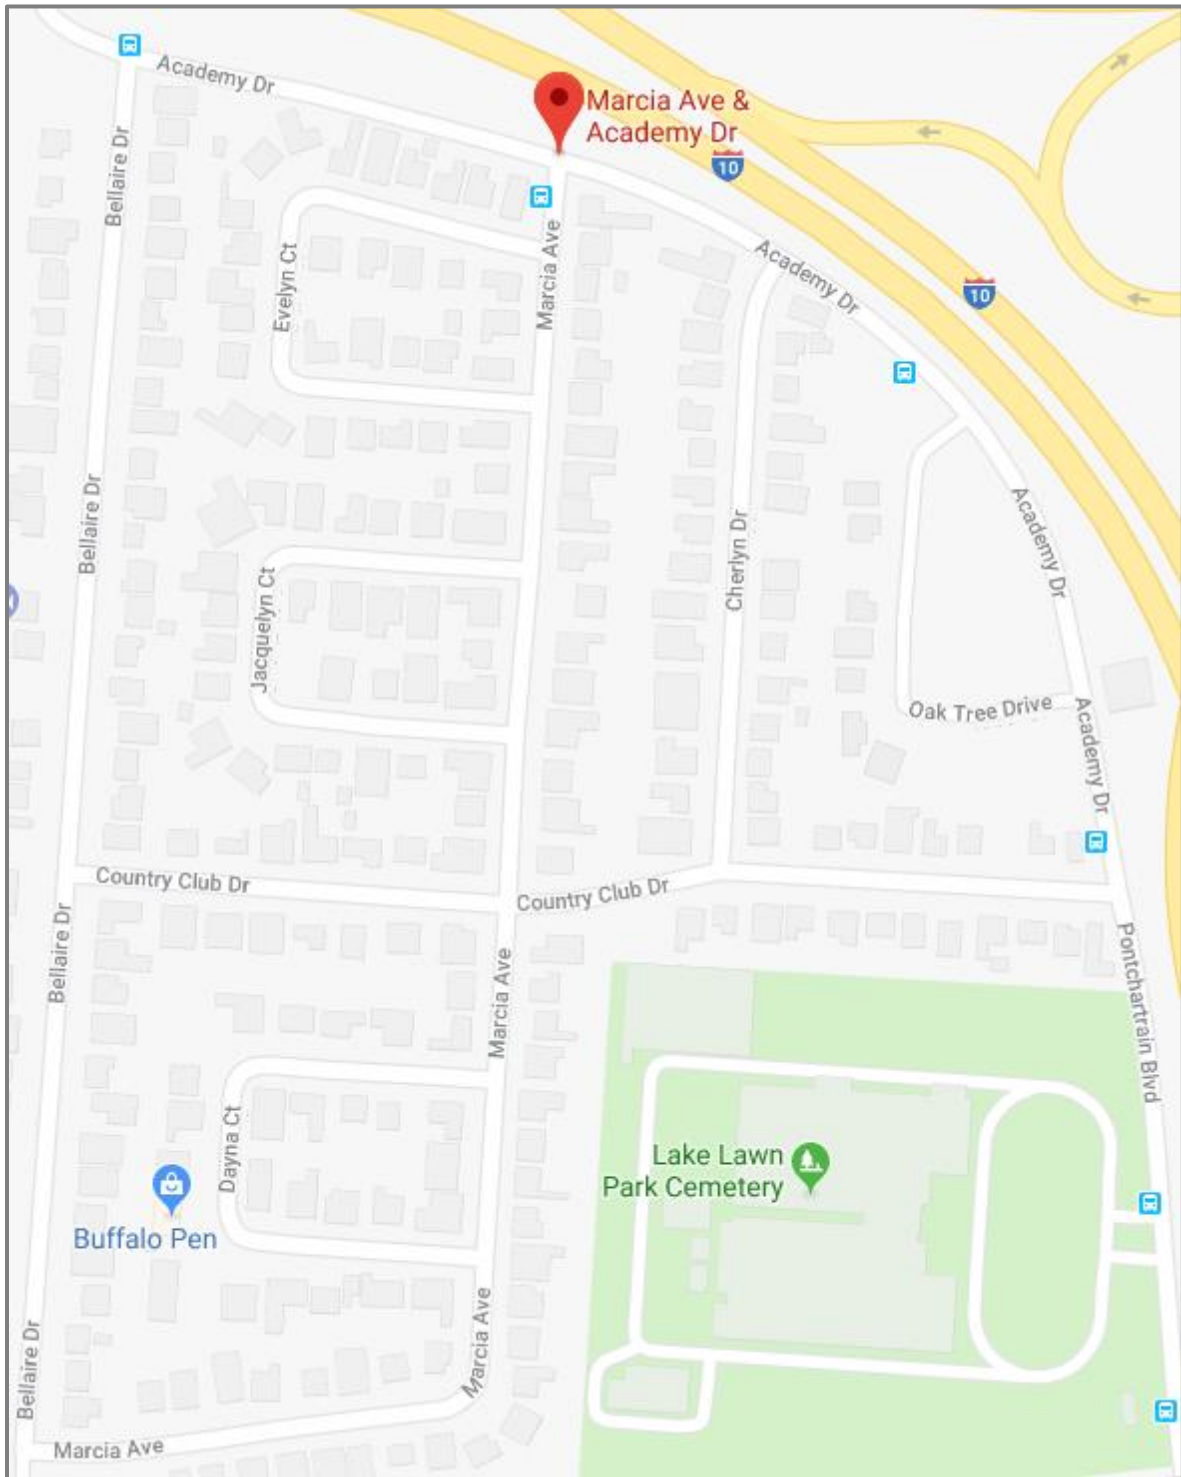 Academy Dr
Marcia Ave &
Academy Dr
10
Bellaire Dr
Marcia Ave
Evelyn Ct
Academy Dr
10
Bellaire Dr
Cherlyn Dr
Academy Dr
Jacquelyn Ct
Oak Tree Drive
Academy Dr
Country Club Dr
Country Club Dr
Bellaire Dr
Marcia Ave
Pontchartrain Blvd
Dayna Ct
Lake Lawn
Park Cemetery
Buffalo Pen
Marcia Ave
Bellaire Dr
Marcia Ave